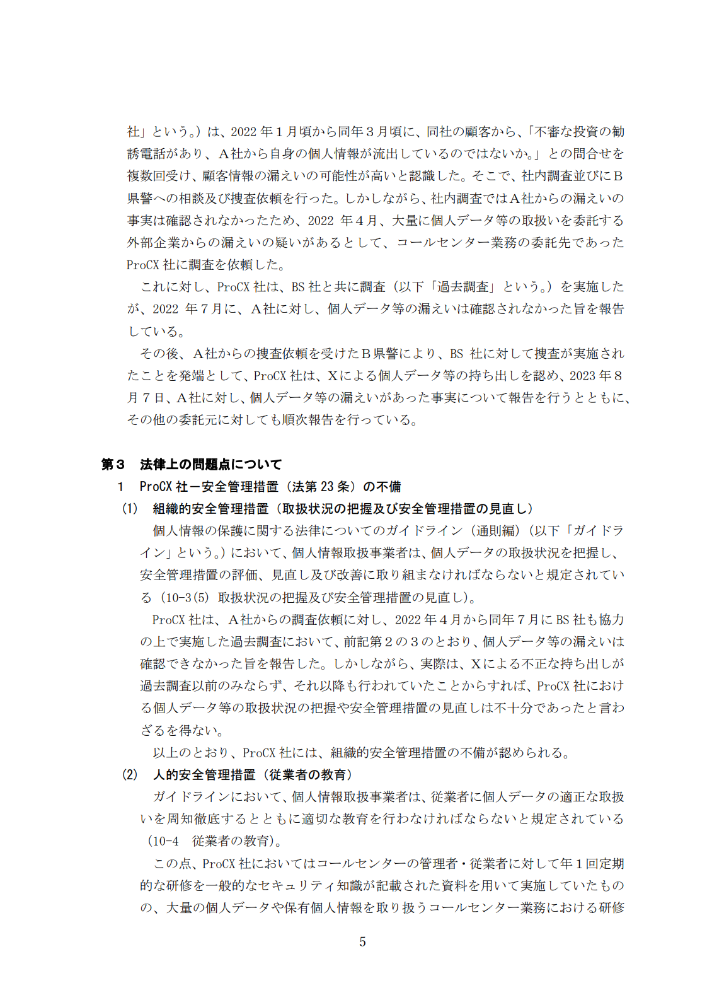 社」という。）は、2022 年１月頃から同年３月頃に、同社の顧客から、「不審な投資の勧
誘電話があり、Ａ社から自身の個人情報が流出しているのではないか。」との問合せを
複数回受け、顧客情報の漏えいの可能性が高いと認識した。そこで、社内調査並びにＢ
県警への相談及び捜査依頼を行った。しかしながら、社内調査ではＡ社からの漏えいの
事実は確認されなかったため、2022 年４月、大量に個人データ等の取扱いを委託する
外部企業からの漏えいの疑いがあるとして、コールセンター業務の委託先であった
ProCX 社に調査を依頼した。
これに対し、ProCX 社は、BS 社と共に調査（以下「過去調査」という。）を実施した
が、2022 年７月に、Ａ社に対し、個人データ等の漏えいは確認されなかった旨を報告
している。
その後、Ａ社からの捜査依頼を受けたＢ県警により、BS 社に対して捜査が実施され
たことを発端として、ProCX 社は、Ｘによる個人データ等の持ち出しを認め、2023 年８
月７日、Ａ社に対し、個人データ等の漏えいがあった事実について報告を行うとともに、
その他の委託元に対しても順次報告を行っている。
第３　法律上の問題点について
１　ProCX 社－安全管理措置（法第 23 条）の不備
(1)　組織的安全管理措置（取扱状況の把握及び安全管理措置の見直し）
個人情報の保護に関する法律についてのガイドライン（通則編）（以下「ガイドラ
イン」という。）において、個人情報取扱事業者は、個人データの取扱状況を把握し、
安全管理措置の評価、見直し及び改善に取り組まなければならないと規定されてい
る（10-3(5) 取扱状況の把握及び安全管理措置の見直し）。
ProCX 社は、Ａ社からの調査依頼に対し、2022 年４月から同年７月に BS 社も協力
の上で実施した過去調査において、前記第２の３のとおり、個人データ等の漏えいは
確認できなかった旨を報告した。しかしながら、実際は、Ｘによる不正な持ち出しが
過去調査以前のみならず、それ以降も行われていたことからすれば、ProCX 社におけ
る個人データ等の取扱状況の把握や安全管理措置の見直しは不十分であったと言わ
ざるを得ない。
以上のとおり、ProCX 社には、組織的安全管理措置の不備が認められる。
(2)　人的安全管理措置（従業者の教育）
ガイドラインにおいて、個人情報取扱事業者は、従業者に個人データの適正な取扱
いを周知徹底するとともに適切な教育を行わなければならないと規定されている
（10-4　従業者の教育）。
この点、ProCX 社においてはコールセンターの管理者・従業者に対して年１回定期
的な研修を一般的なセキュリティ知識が記載された資料を用いて実施していたもの
の、大量の個人データや保有個人情報を取り扱うコールセンター業務における研修
5